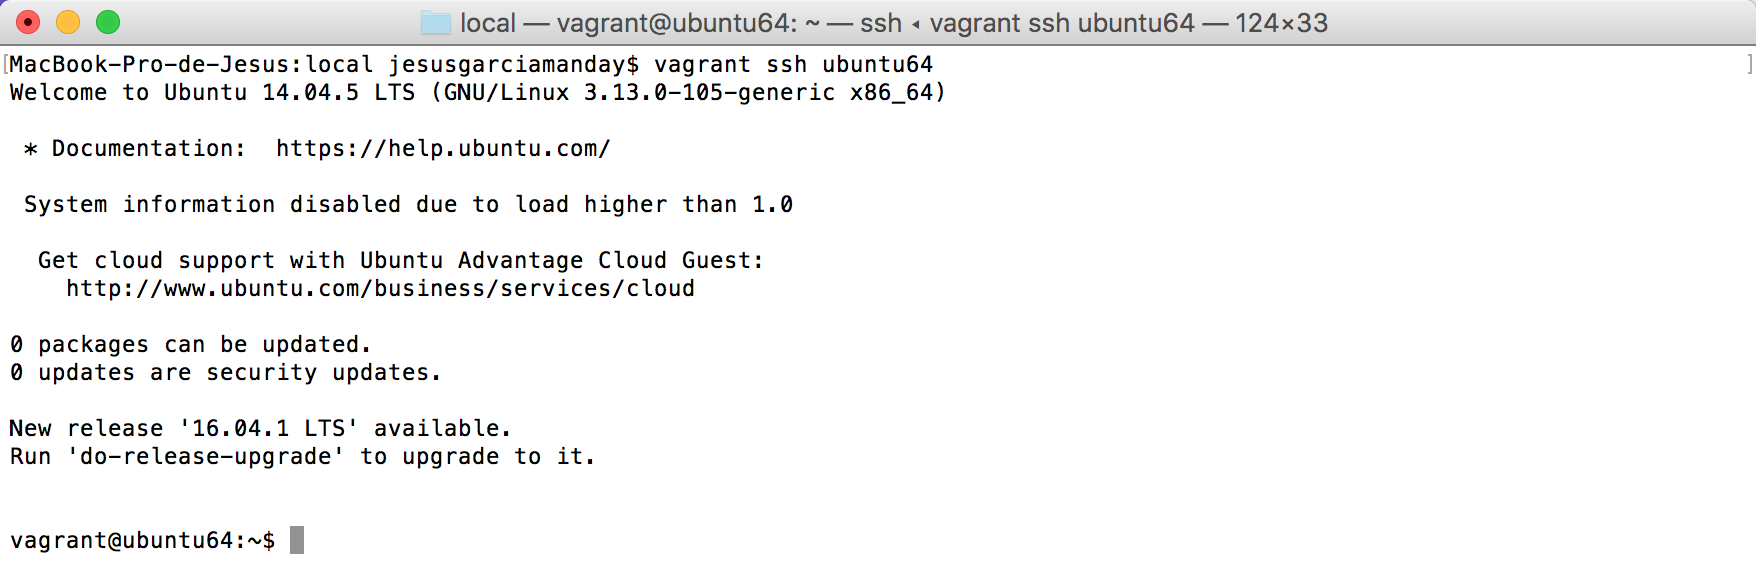 local — vagrant@ubuntu64: ~ — ssh ◂ vagrant ssh ubuntu64 — 124×33
[MacBook-Pro-de-Jesus:local jesusgarciamanday$ vagrant ssh ubuntu64 ]
Welcome to Ubuntu 14.04.5 LTS (GNU/Linux 3.13.0-105-generic x86_64)
* Documentation:  https://help.ubuntu.com/
System information disabled due to load higher than 1.0
Get cloud support with Ubuntu Advantage Cloud Guest:
http://www.ubuntu.com/business/services/cloud
0 packages can be updated.
0 updates are security updates.
New release '16.04.1 LTS' available.
Run 'do-release-upgrade' to upgrade to it.
vagrant@ubuntu64:~$